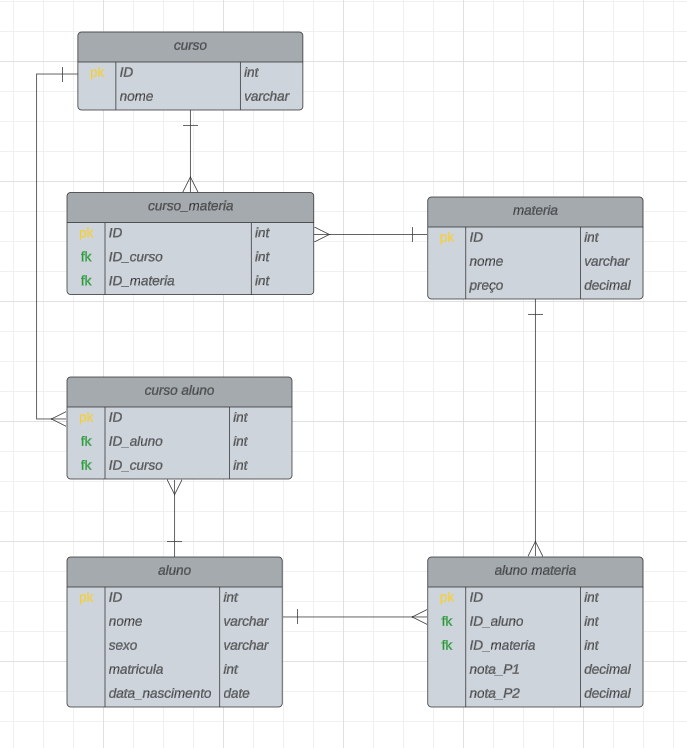 curso
pk ID int
nome varchar
curso_materia
pk ID int
fk ID_curso int
fk ID_materia int
materia
pk ID int
nome varchar
preço decimal
curso aluno
pk ID int
fk ID_aluno int
fk ID_curso int
aluno
pk ID int
nome varchar
sexo varchar
matricula int
data_nascimento date
aluno materia
pk ID int
fk ID_aluno int
fk ID_materia int
nota_P1 decimal
nota_P2 decimal